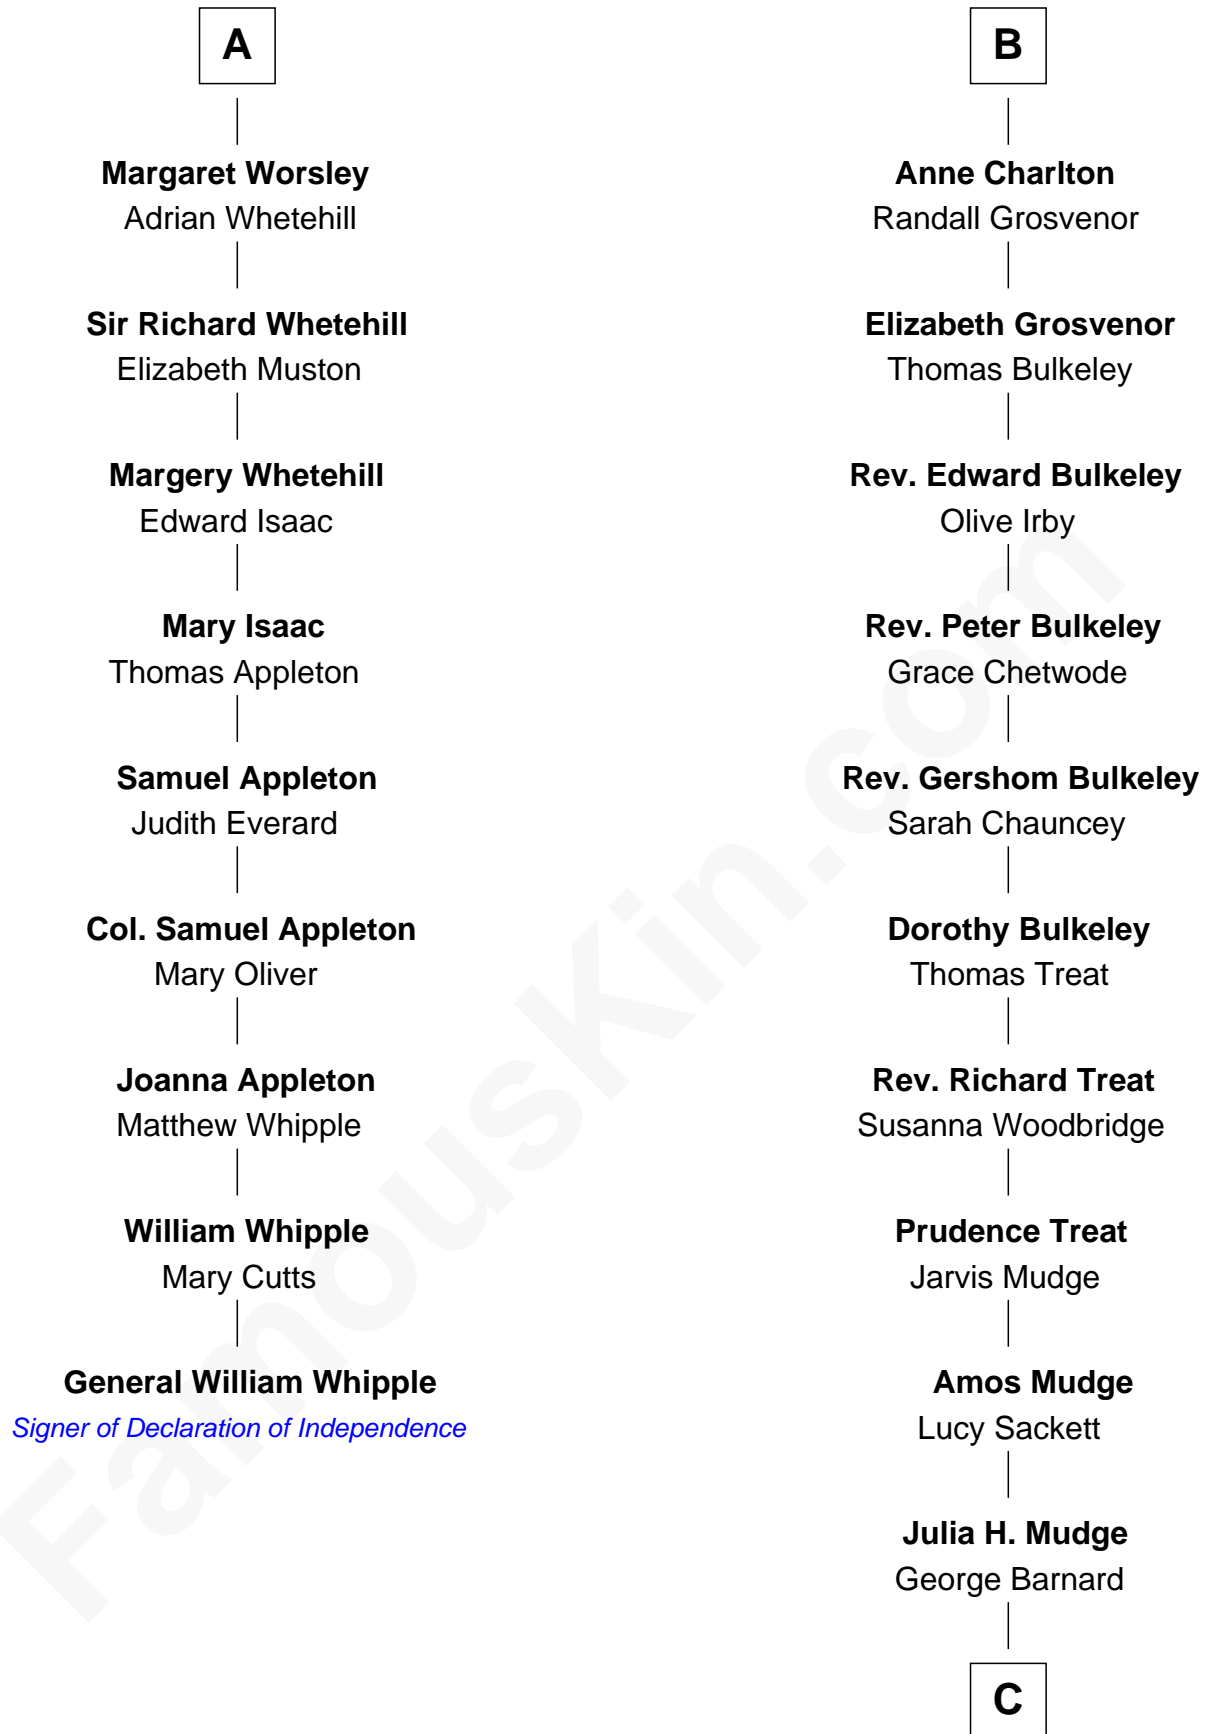 A
Margaret Worsley
Adrian Whetehill
Sir Richard Whetehill
Elizabeth Muston
Margery Whetehill
Edward Isaac
Mary Isaac
Thomas Appleton
Samuel Appleton
Judith Everard
Col. Samuel Appleton
Mary Oliver
Joanna Appleton
Matthew Whipple
William Whipple
Mary Cutts
General William Whipple
Signer of Declaration of Independence
B
Anne Charlton
Randall Grosvenor
Elizabeth Grosvenor
Thomas Bulkeley
Rev. Edward Bulkeley
Olive Irby
Rev. Peter Bulkeley
Grace Chetwode
Rev. Gershom Bulkeley
Sarah Chauncey
Dorothy Bulkeley
Thomas Treat
Rev. Richard Treat
Susanna Woodbridge
Prudence Treat
Jarvis Mudge
Amos Mudge
Lucy Sackett
Julia H. Mudge
George Barnard
C
FamousKin.com